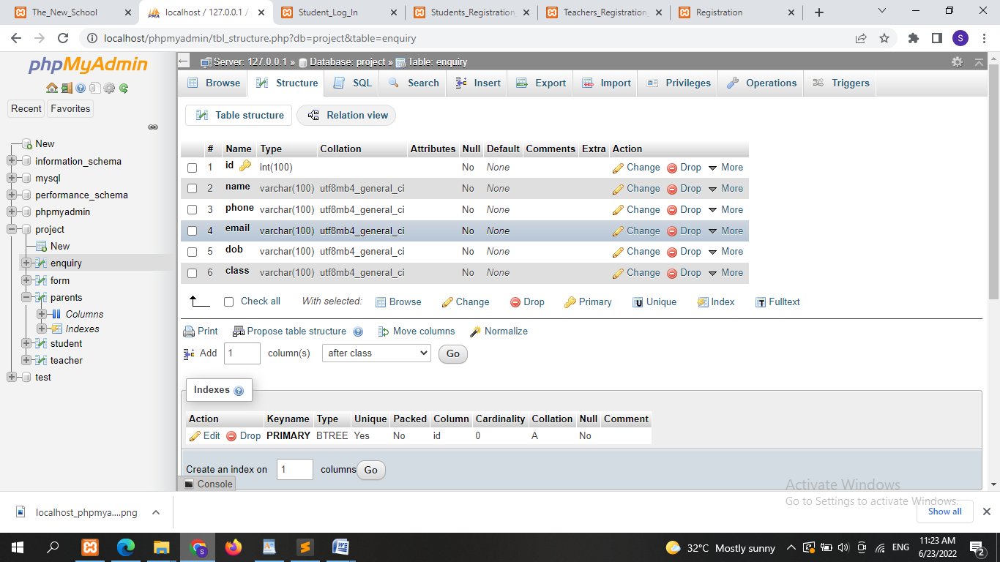 The_New_School
localhost / 127.0.0.1 /
Student_Log_In
Students_Registration
Teachers_Registration
Registration
localhost/phpmyadmin/tbl_structure.php?db=project&table=enquiry
S
phpMyAdmin
Recent Favorites
New
information_schema
mysql
performance_schema
phpmyadmin
project
New
enquiry
form
parents
Columns
Indexes
student
teacher
test
Server: 127.0.0.1 » Database: project » Table: enquiry
Browse Structure SQL Search Insert Export Import Privileges Operations Triggers
Table structure Relation view
# Name Type Collation Attributes Null Default Comments Extra Action
1 id int(100) No None Change Drop More
2 name varchar(100) utf8mb4_general_ci No None Change Drop More
3 phone varchar(100) utf8mb4_general_ci No None Change Drop More
4 email varchar(100) utf8mb4_general_ci No None Change Drop More
5 dob varchar(100) utf8mb4_general_ci No None Change Drop More
6 class varchar(100) utf8mb4_general_ci No None Change Drop More
Check all With selected: Browse Change Drop Primary Unique Index Fulltext
Print Propose table structure Move columns Normalize
Add 1 column(s) after class Go
Indexes
Action Keyname Type Unique Packed Column Cardinality Collation Null Comment
Edit Drop PRIMARY BTREE Yes No id 0 A No
Create an index on 1 columns Go
Console
Activate Windows
Go to Settings to activate Windows.
localhost_phpmya....png
Show all
32°C Mostly sunny
ENG
11:23 AM
6/23/2022
2